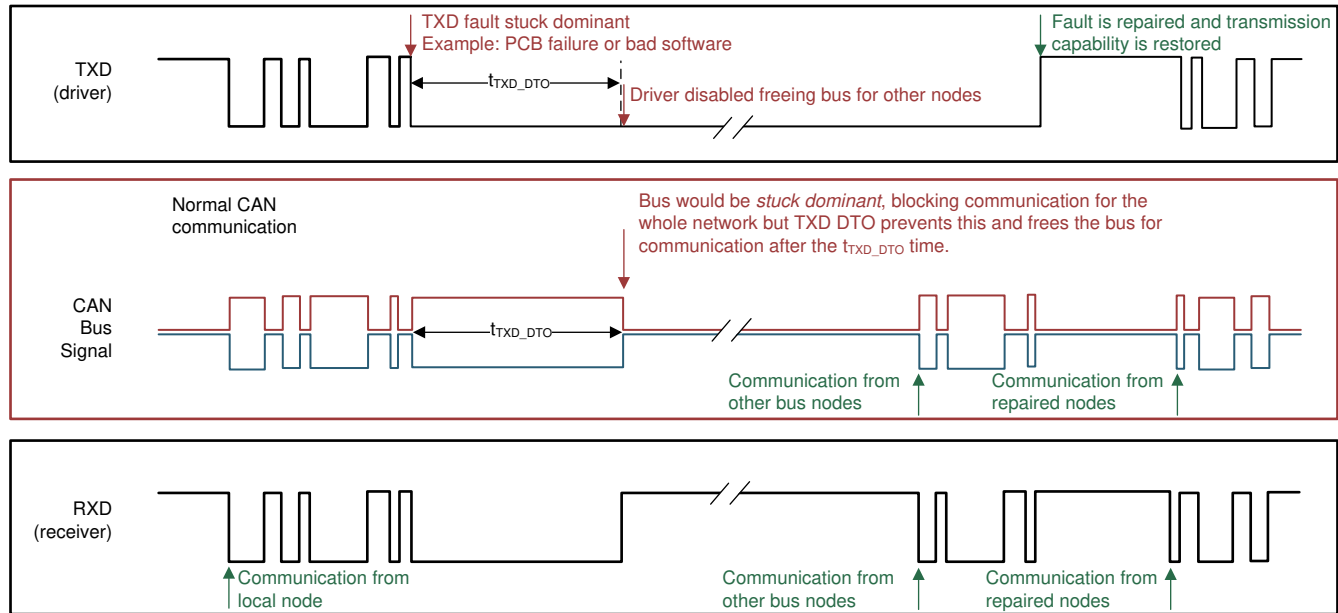 TXD fault stuck dominant
Example: PCB failure or bad software
Fault is repaired and transmission
capability is restored
TXD
(driver)
tTXD_DTO
Driver disabled freeing bus for other nodes
Normal CAN
communication
Bus would be stuck dominant, blocking communication for the
whole network but TXD DTO prevents this and frees the bus for
communication after the tTXD_DTO time.
CAN
Bus
Signal
tTXD_DTO
Communication from
other bus nodes
Communication from
repaired nodes
RXD
(receiver)
Communication from
local node
Communication from
other bus nodes
Communication from
repaired nodes